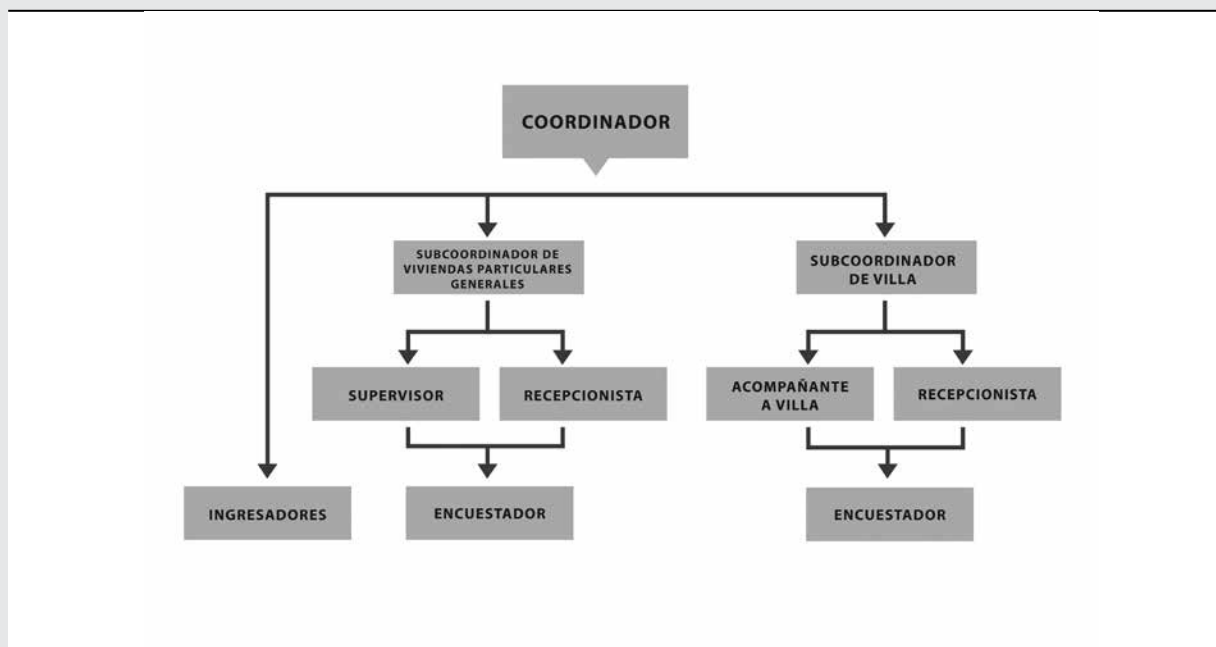 COORDINADOR
SUBCOORDINADOR DE
VIVIENDAS PARTICULARES
GENERALES
SUBCOORDINADOR
DE VILLA
SUPERVISOR
RECEPCIONISTA
ACOMPAÑANTE
A VILLA
RECEPCIONISTA
INGRESADORES
ENCUESTADOR
ENCUESTADOR